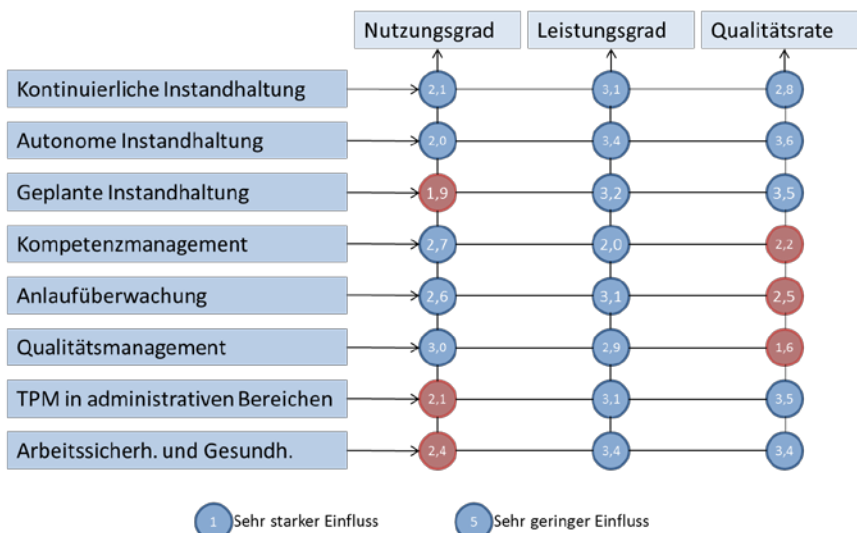 Nutzungsgrad Leistungsgrad Qualitätsrate
Kontinuierliche Instandhaltung 2,1 3,1 2,8
Autonome Instandhaltung 2,0 3,4 3,6
Geplante Instandhaltung 1,9 3,2 3,5
Kompetenzmanagement 2,7 2,0 2,2
Anlaufüberwachung 2,6 3,1 2,5
Qualitätsmanagement 3,0 2,9 1,6
TPM in administrativen Bereichen 2,1 3,1 3,5
Arbeitssicherh. und Gesundh. 2,4 3,4 3,4
1 Sehr starker Einfluss 5 Sehr geringer Einfluss